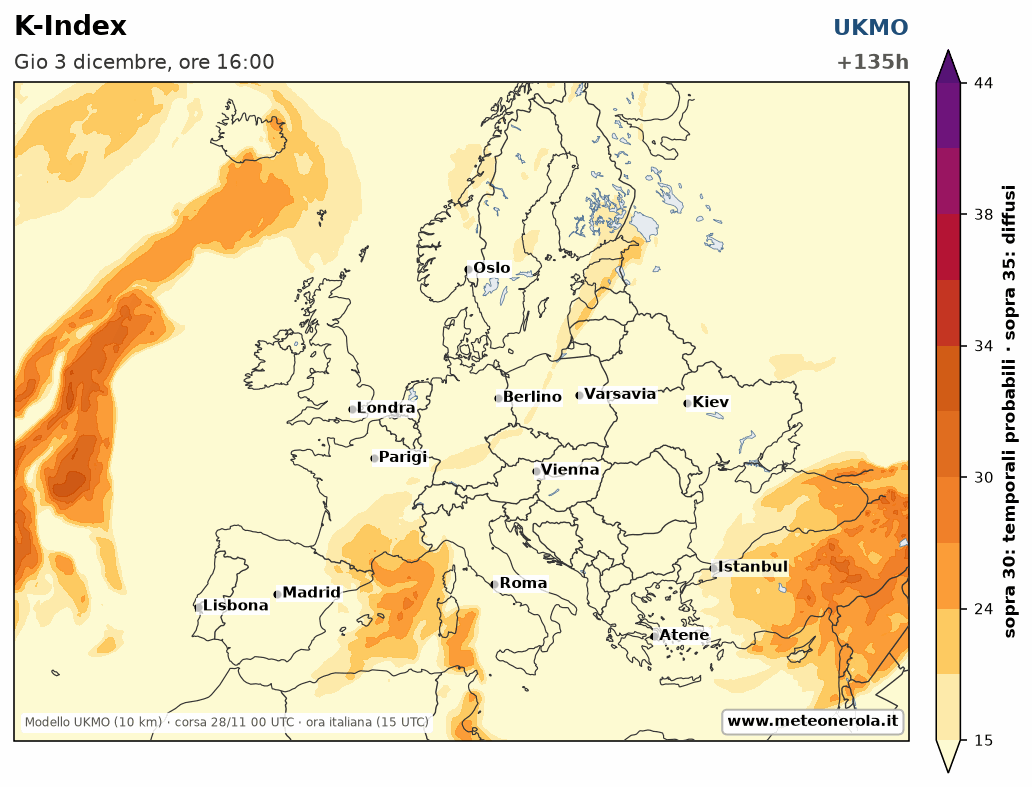 K-Index
UKMO
Gio 3 dicembre, ore 16:00
+135h
Oslo
Londra
Berlino
Varsavia
Kiev
Parigi
Vienna
Istanbul
Madrid
Roma
Lisbona
Atene
Modello UKMO (10 km) · corsa 28/11 00 UTC · ora italiana (15 UTC)
www.meteonerola.it
44
38
34
30
24
15
sopra 30: temporali probabili · sopra 35: diffusi